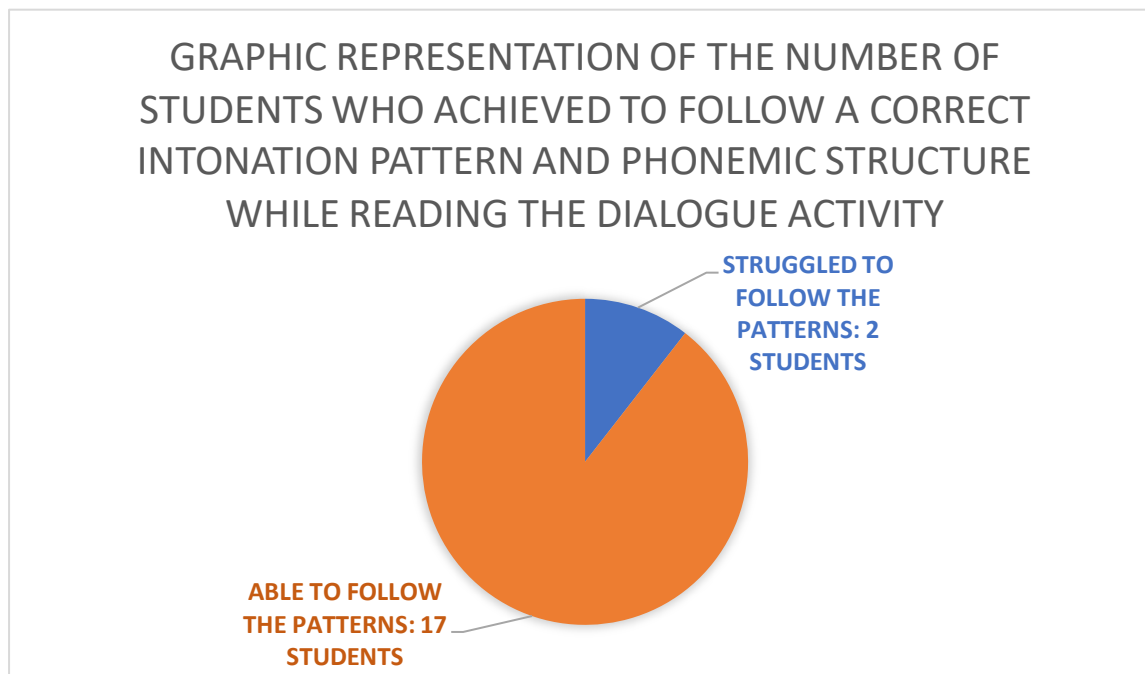 GRAPHIC REPRESENTATION OF THE NUMBER OF
STUDENTS WHO ACHIEVED TO FOLLOW A CORRECT
INTONATION PATTERN AND PHONEMIC STRUCTURE
WHILE READING THE DIALOGUE ACTIVITY
STRUGGLED TO
FOLLOW THE
PATTERNS: 2
STUDENTS
ABLE TO FOLLOW
THE PATTERNS: 17
STUDENTS